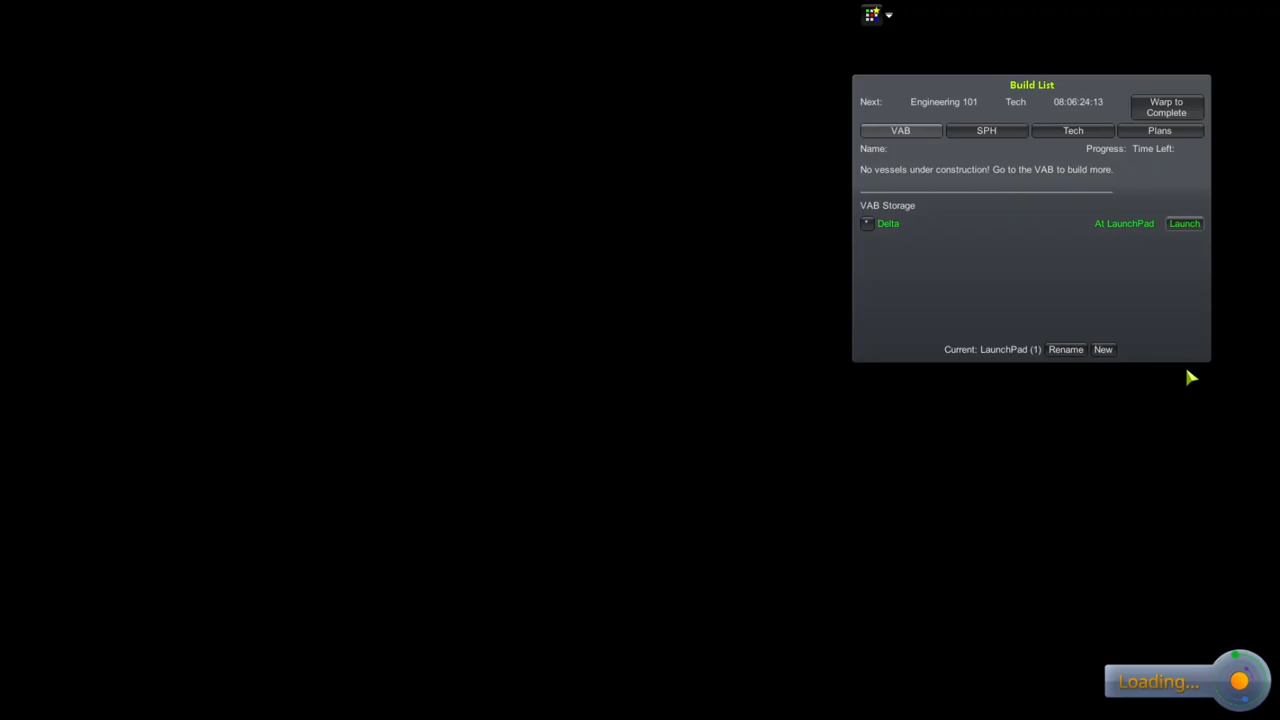 Build List
Next: Engineering 101 Tech 08:06:24:13 Warp to Complete
VAB SPH Tech Plans
Name: Progress: Time Left:
No vessels under construction! Go to the VAB to build more.
VAB Storage
* Delta At LaunchPad Launch
Current: LaunchPad (1) Rename New
Loading...